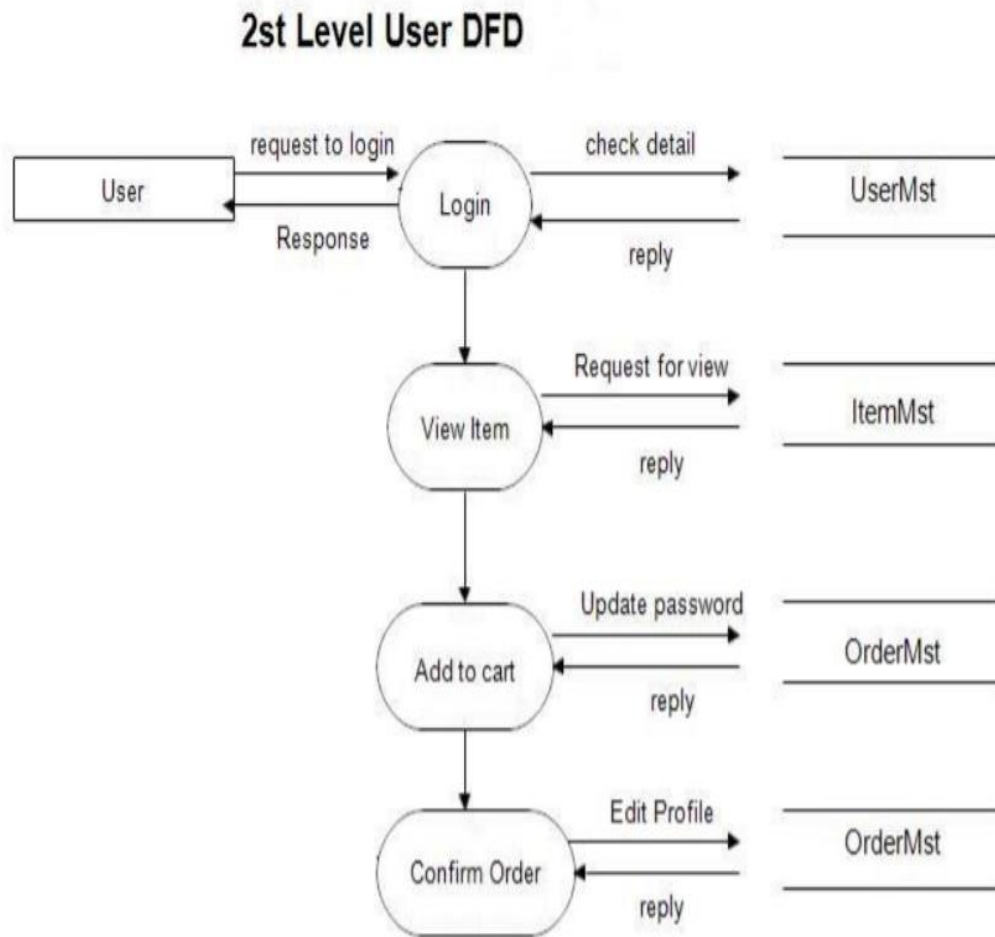 2st Level User DFD
request to login
check detail
User
Login
UserMst
Response
reply
Request for view
View Item
ItemMst
reply
Update password
Add to cart
OrderMst
reply
Edit Profile
Confirm Order
OrderMst
reply